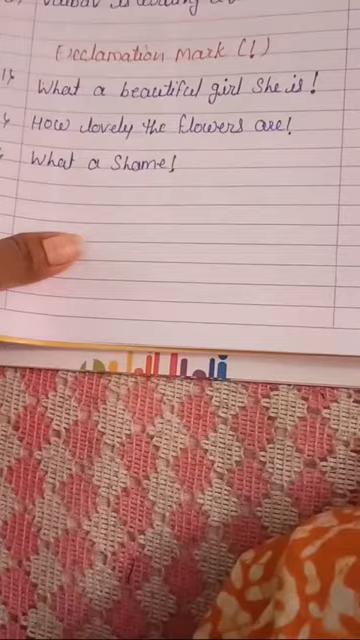 Exclamation Mark (!)
What a beautiful girl she is!
How lovely the flowers are!
What a Shame!